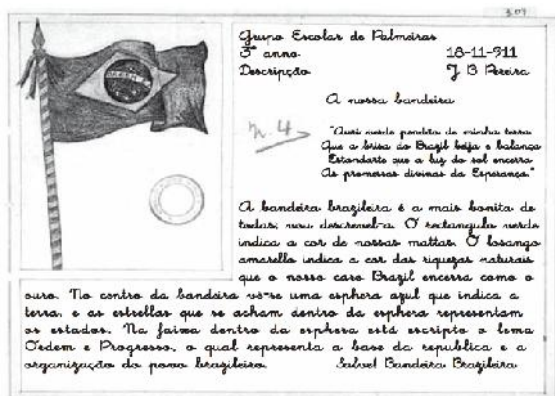 307
Grupo Escolar de Palmeiras
3º anno 18-11-911
Descripção J B Pereira
A nossa bandeira
n. 4
"Auri verde pendão de minha terra
Que a brisa do Brazil beija e balança
Estandarte que a luz do sol encerra
As promessas divinas da Esperança."
A bandeira brazileira é a mais bonita de
todas; vou descrevel-a. O rectangulo verde
indica a cor de nossas mattas. O losango
amarello indica a cor das riquezas naturais
que o nosso caro Brazil encerra como o
ouro. No centro da bandeira vê-se uma esphera azul que indica a
terra, e as estrellas que se acham dentro da esphera representam
os estados. Na faixa dentro da esphera está escripto o lema
Ordem e Progresso, o qual representa a base da republica e a
organização do povo brazileiro. Salve! Bandeira Brazileira